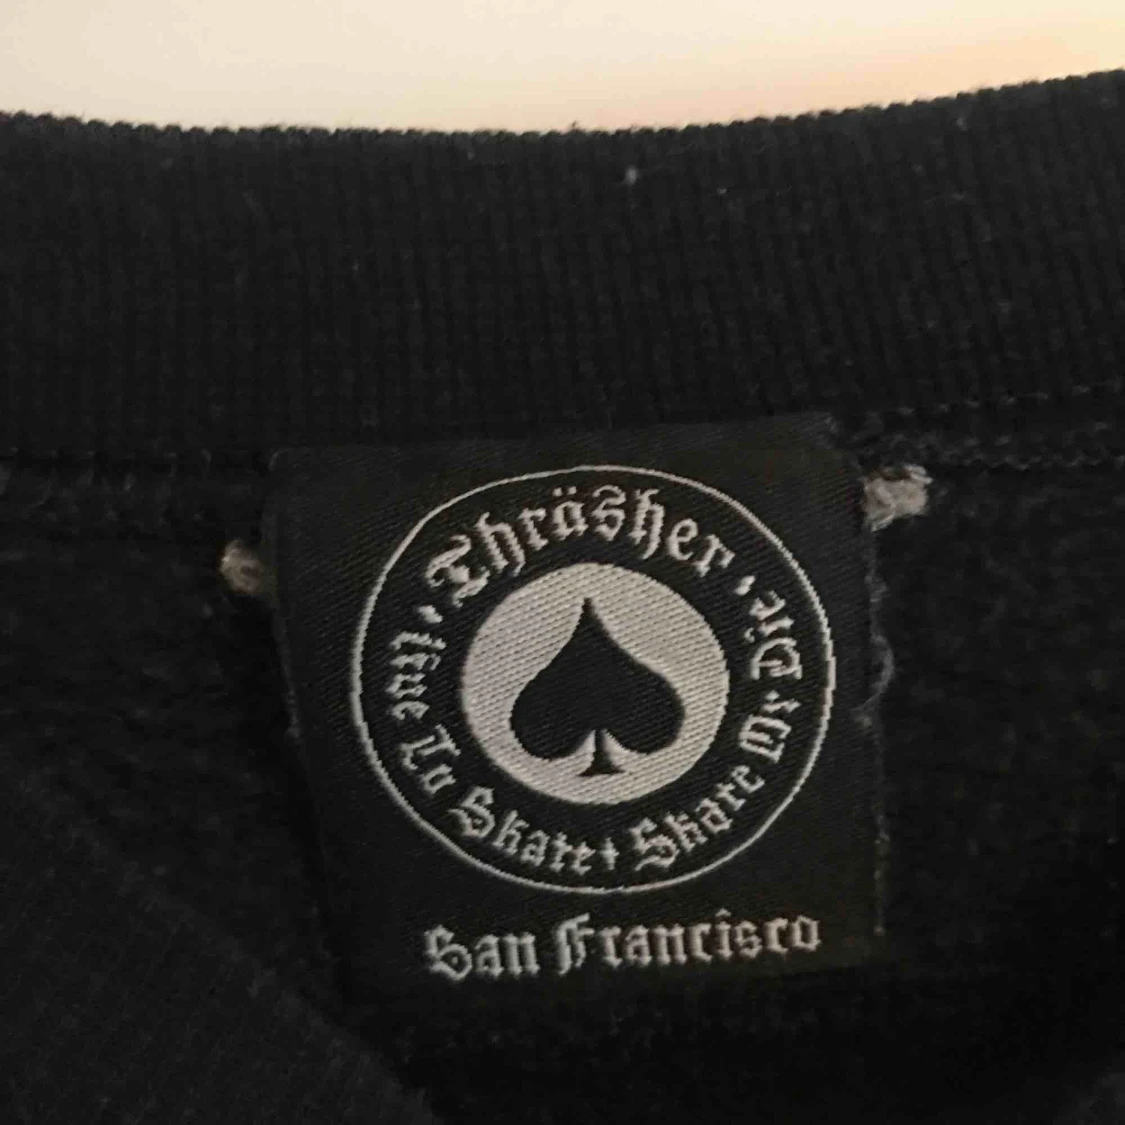 Thräsher
Live To Skate
Skate Or Die
San Francisco